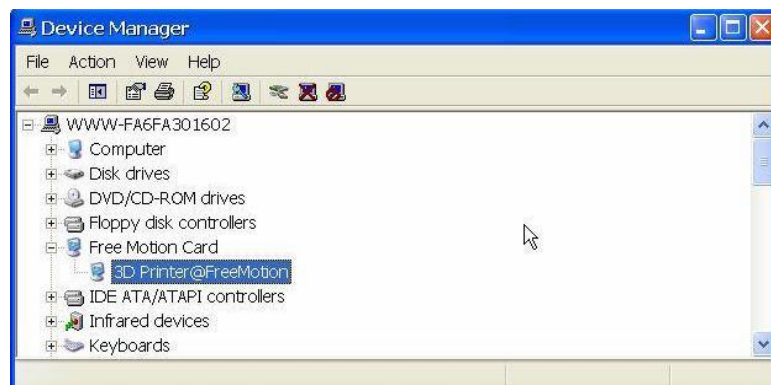 Device Manager
File Action View Help
WWW-FA6FA301602
Computer
Disk drives
DVD/CD-ROM drives
Floppy disk controllers
Free Motion Card
3D Printer@FreeMotion
IDE ATA/ATAPI controllers
Infrared devices
Keyboards